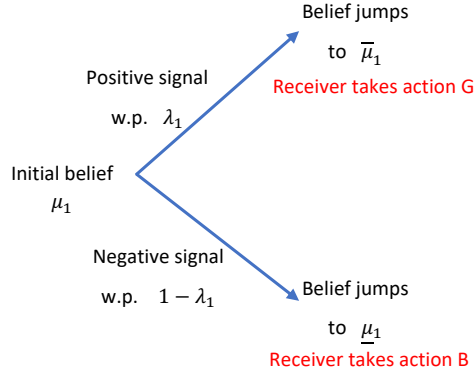 Belief jumps
to μ̅₁
Receiver takes action G
Positive signal
w.p. λ₁
Initial belief
μ₁
Negative signal
w.p. 1 − λ₁
Belief jumps
to μ̲₁
Receiver takes action B